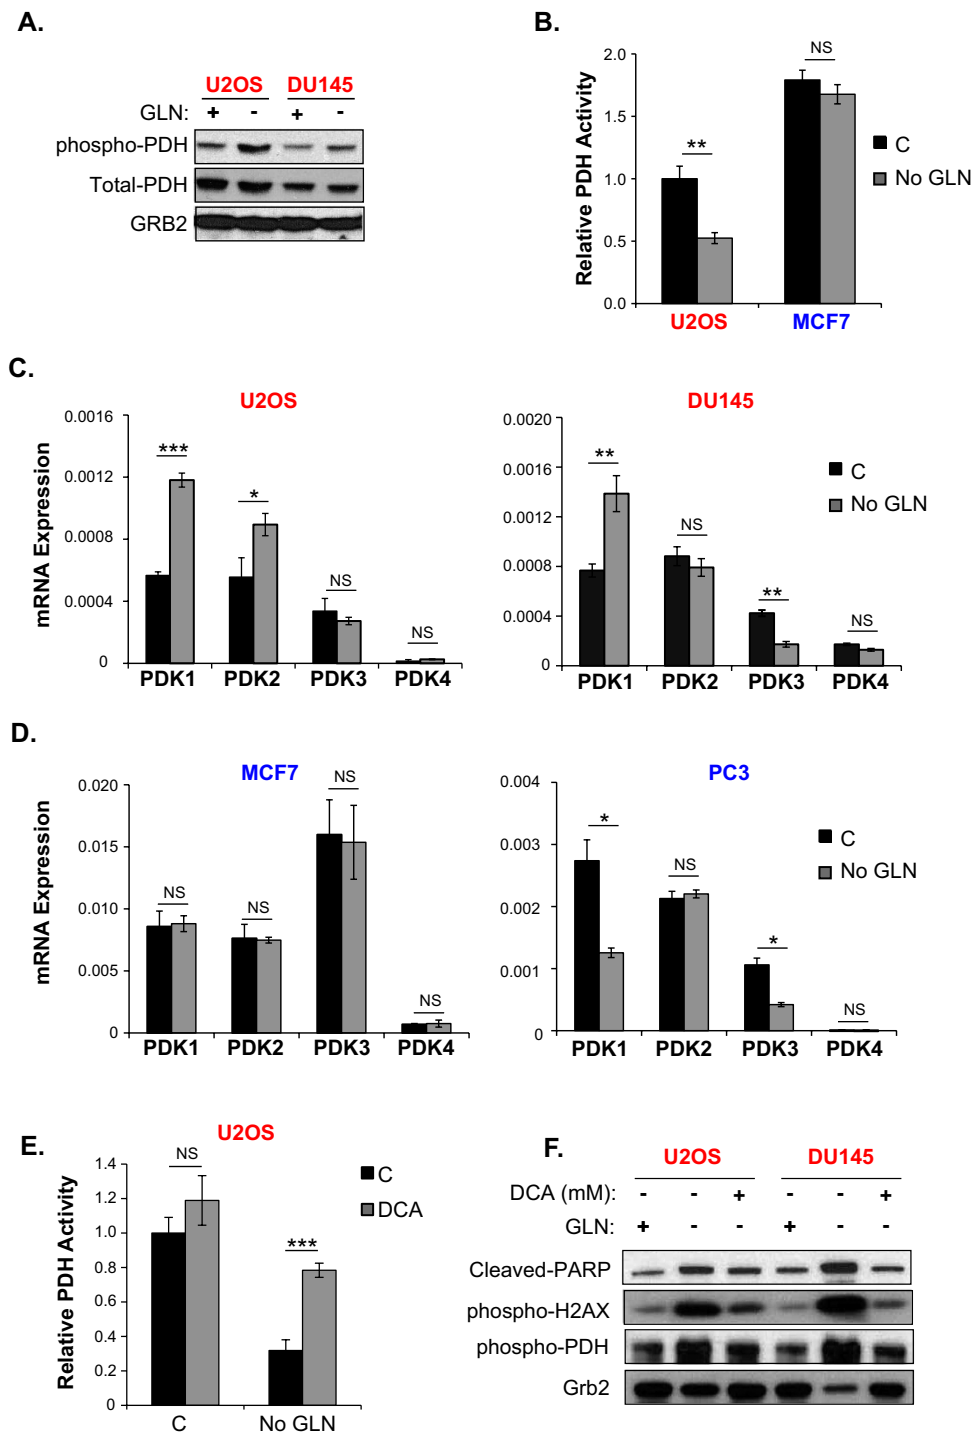 A.
U2OS DU145
GLN: + - + -
phospho-PDH
Total-PDH
GRB2
B.
Relative PDH Activity
2.0
1.5
1.0
0.5
0.0
**
NS
C
No GLN
U2OS MCF7
C.
U2OS
mRNA Expression
0.0016
0.0012
0.0008
0.0004
0
***
*
NS
NS
PDK1 PDK2 PDK3 PDK4
DU145
0.0020
0.0016
0.0012
0.0008
0.0004
0
**
NS
**
NS
C
No GLN
PDK1 PDK2 PDK3 PDK4
D.
MCF7
mRNA Expression
0.020
0.015
0.010
0.005
0
NS
NS
NS
NS
PDK1 PDK2 PDK3 PDK4
PC3
0.004
0.003
0.002
0.001
0
*
NS
*
NS
C
No GLN
PDK1 PDK2 PDK3 PDK4
E.
U2OS
Relative PDH Activity
1.4
1.2
1.0
0.8
0.6
0.4
0.2
0
NS
***
C
DCA
C No GLN
F.
U2OS DU145
DCA (mM): - - + - - +
GLN: + - - + - -
Cleaved-PARP
phospho-H2AX
phospho-PDH
Grb2